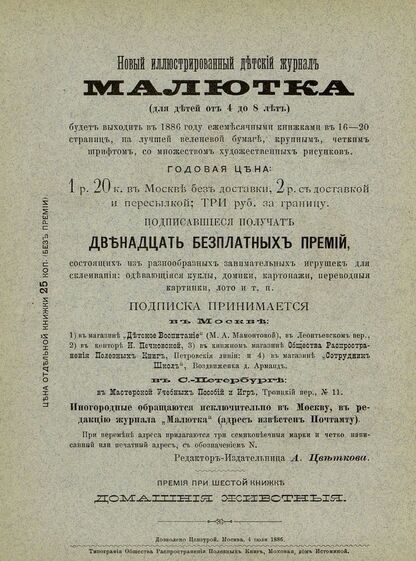 Новый иллюстрированный дѣтскій журналъ
МАЛЮТКА
(для дѣтей отъ 4 до 8 лѣтъ)
будетъ выходить въ 1886 году ежемѣсячными книжками въ 16—20
страницъ, на лучшей веленевой бумагѣ, крупнымъ, четкимъ
шрифтомъ, со множествомъ художественныхъ рисунковъ.
ГОДОВАЯ ЦѢНА:
1 р. 20 к. въ Москвѣ безъ доставки, 2 р. съ доставкой
и пересылкой; ТРИ руб. за границу.
ПОДПИСАВШІЕСЯ ПОЛУЧАТЪ
ДВѢНАДЦАТЬ БЕЗПЛАТНЫХЪ ПРЕМІЙ,
состоящихъ изъ разнообразныхъ занимательныхъ игрушекъ для
склеиванія: одѣвающіяся куклы, домики, картонажи, переводныя
картинки, лото и т. п.
ПОДПИСКА ПРИНИМАЕТСЯ
въ Москвѣ:
1) въ магазинѣ „Дѣтское Воспитаніе“ (М. А. Мамонтовой), въ Леонтьевскомъ пер.,
2) въ конторѣ Н. Печковской, 3) въ книжномъ магазинѣ Общества Распростра-
ненія Полезныхъ Книгъ, Петровскія линіи: и 4) въ магазинѣ „Сотрудникъ
Школъ“, Воздвиженка д. Армандъ.
въ С.-Петербургѣ:
въ Мастерской Учебныхъ Пособій и Игръ, Троицкій пер., № 11.
Иногородные обращаются исключительно въ Москву, въ ре-
дакцію журнала „Малютка“ (адресъ извѣстенъ Почтамту).
При перемѣнѣ адреса прилагаются три семикопѣечныя марки и четко напи-
санный или печатный адресъ, съ обозначеніемъ N.
Редакторъ-Издательница А. Цвѣткова.
ПРЕМІЯ ПРИ ШЕСТОЙ КНИЖКѢ
ДОМАШНІЯ ЖИВОТНЫЯ.
Дозволено Цензурой. Москва, 4 іюля 1886.
Типографія Общества Распространенія Полезныхъ Книгъ, Моховая, домъ Истоминой.
ЦѢНА ОТДѢЛЬНОЙ КНИЖКИ 25 КОП. (БЕЗЪ ПРЕМІИ)